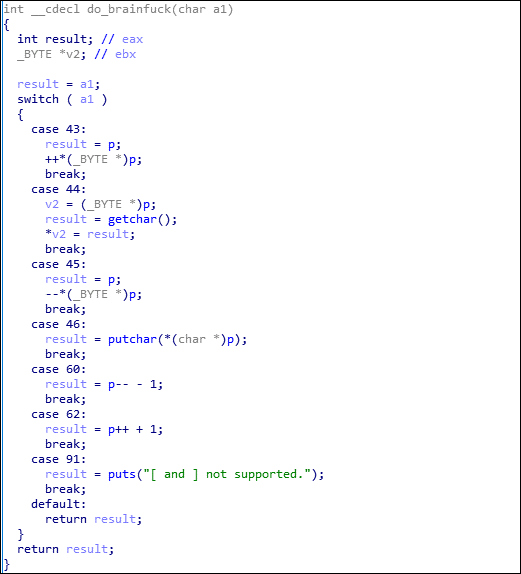 int __cdecl do_brainfuck(char a1)
{
  int result; // eax
  _BYTE *v2; // ebx

  result = a1;
  switch ( a1 )
  {
    case 43:
      result = p;
      ++*(_BYTE *)p;
      break;
    case 44:
      v2 = (_BYTE *)p;
      result = getchar();
      *v2 = result;
      break;
    case 45:
      result = p;
      --*(_BYTE *)p;
      break;
    case 46:
      result = putchar(*(char *)p);
      break;
    case 60:
      result = p-- - 1;
      break;
    case 62:
      result = p++ + 1;
      break;
    case 91:
      result = puts("[ and ] not supported.");
      break;
    default:
      return result;
  }
  return result;
}